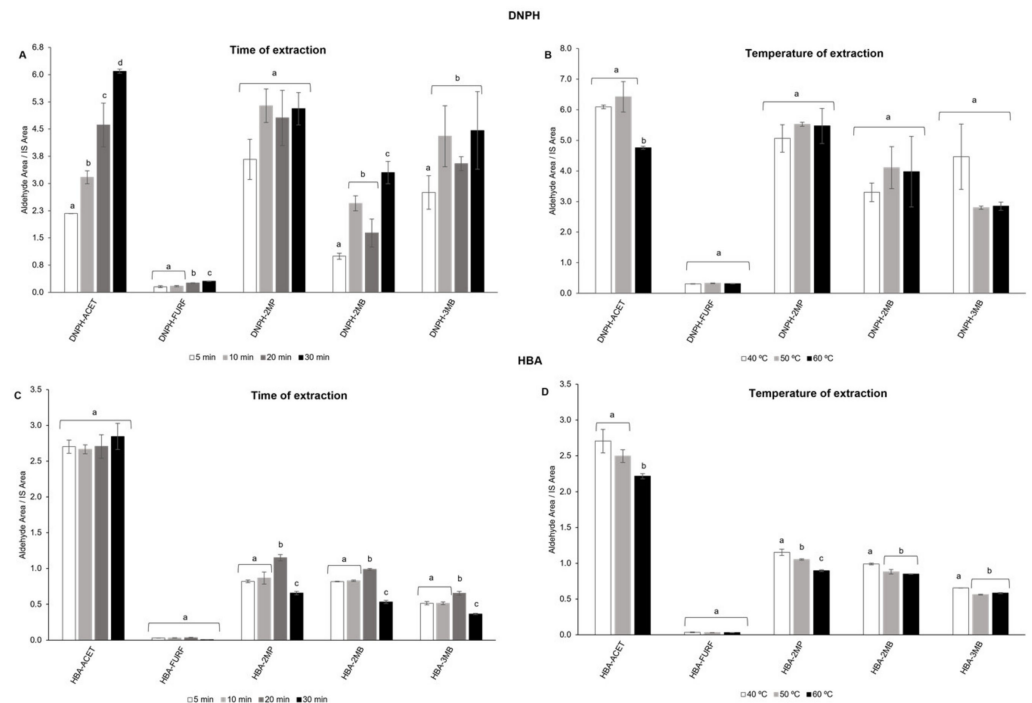 DNPH
A
Time of extraction
a
b
c
d
a
b
c
a
a
b
c
a
b
Aldehyde Area / IS Area
6.8
6.0
5.3
4.5
3.8
3.0
2.3
1.5
0.8
0.0
DNPH-ACET
DNPH-FURF
DNPH-2MP
DNPH-2MB
DNPH-3MB
5 min 10 min 20 min 30 min
B
Temperature of extraction
a
b
a
a
a
a
Aldehyde Area / IS Area
8.0
7.0
6.0
5.0
4.0
3.0
2.0
1.0
0.0
DNPH-ACET
DNPH-FURF
DNPH-2MP
DNPH-2MB
DNPH-3MB
40 ºC 50 ºC 60 ºC
HBA
C
Time of extraction
a
a
a
b
c
a
b
c
a
b
c
Aldehyde Area / IS Area
3.5
3.0
2.5
2.0
1.5
1.0
0.5
0.0
HBA-ACET
HBA-FURF
HBA-2MP
HBA-2MB
HBA-3MB
5 min 10 min 20 min 30 min
D
Temperature of extraction
a
b
a
a
b
c
a
b
a
b
Aldehyde Area / IS Area
3.5
3.0
2.5
2.0
1.5
1.0
0.5
0.0
HBA-ACET
HBA-FURF
HBA-2MP
HBA-2MB
HBA-3MB
40 ºC 50 ºC 60 ºC